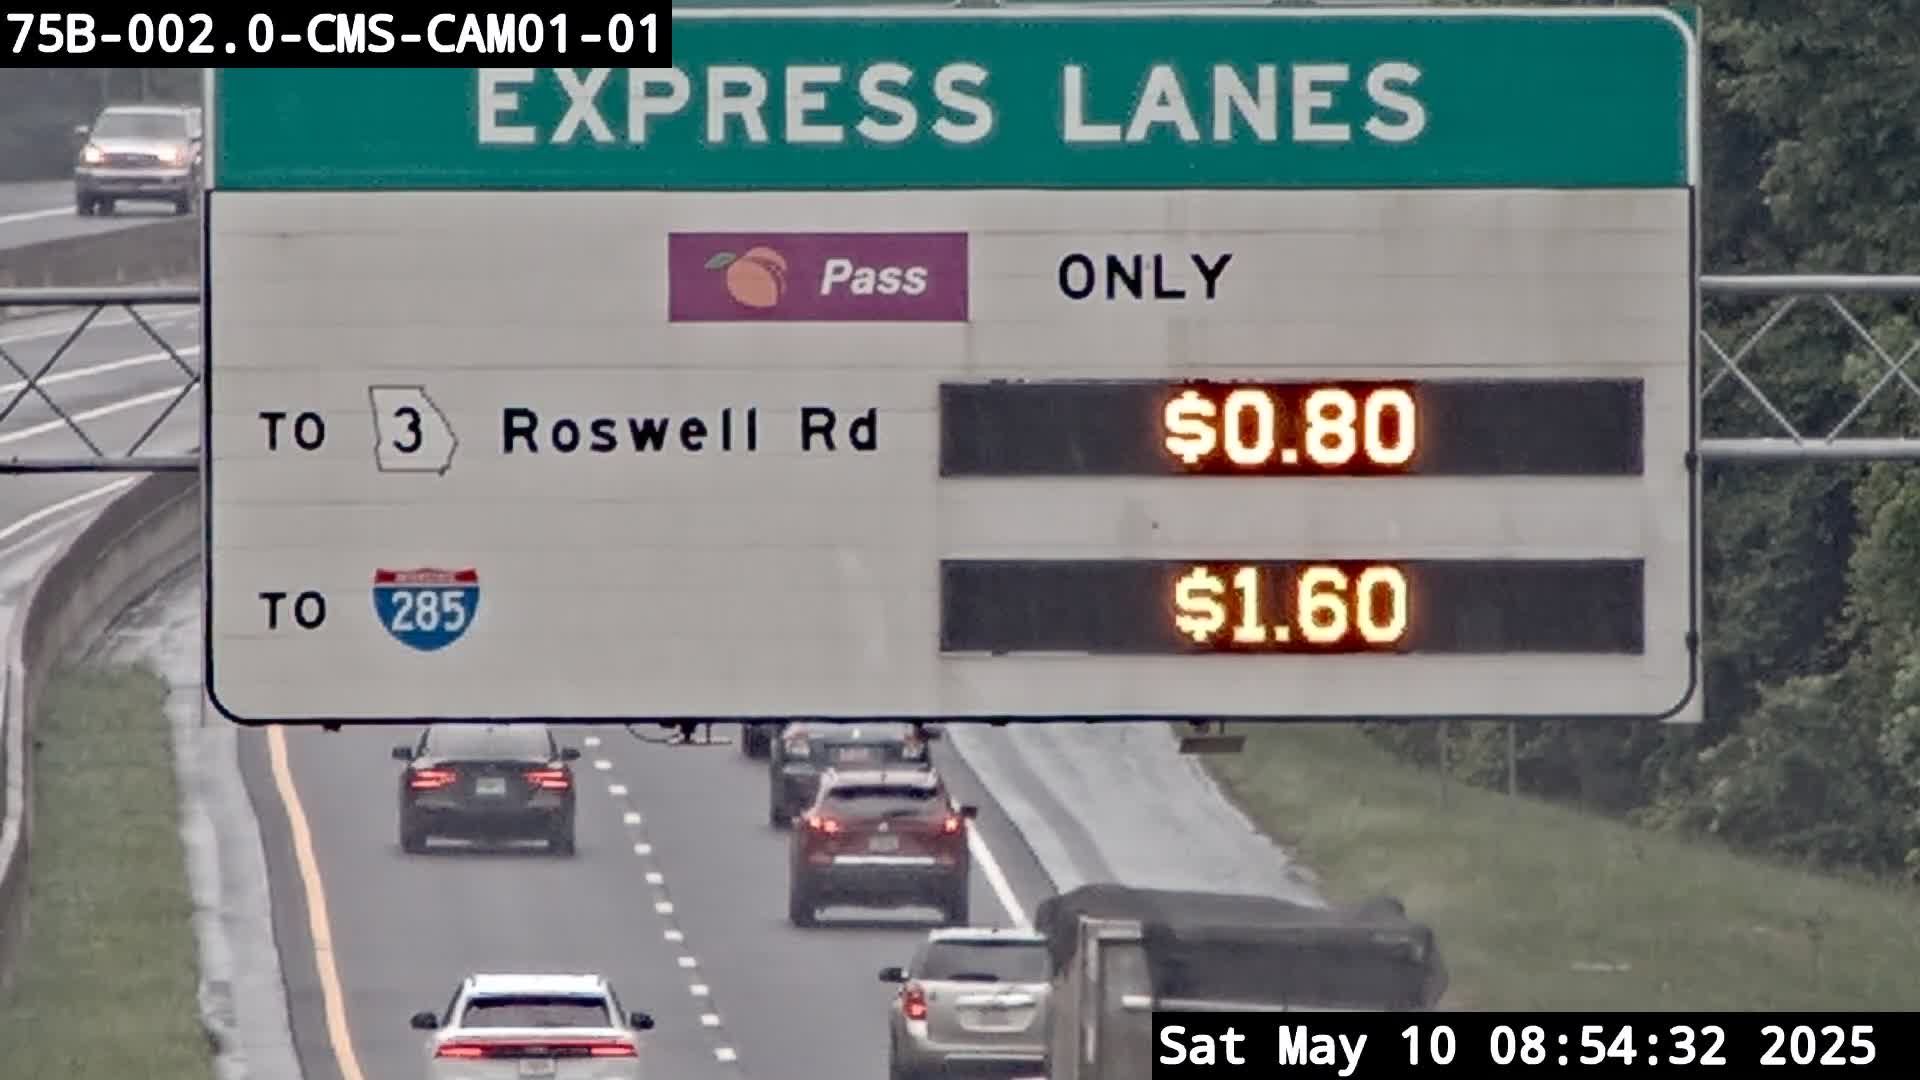 75B-002.0-CMS-CAM01-01
EXPRESS LANES
Pass ONLY
TO 3 Roswell Rd $0.80
TO 285 $1.60
Sat May 10 08:54:32 2025